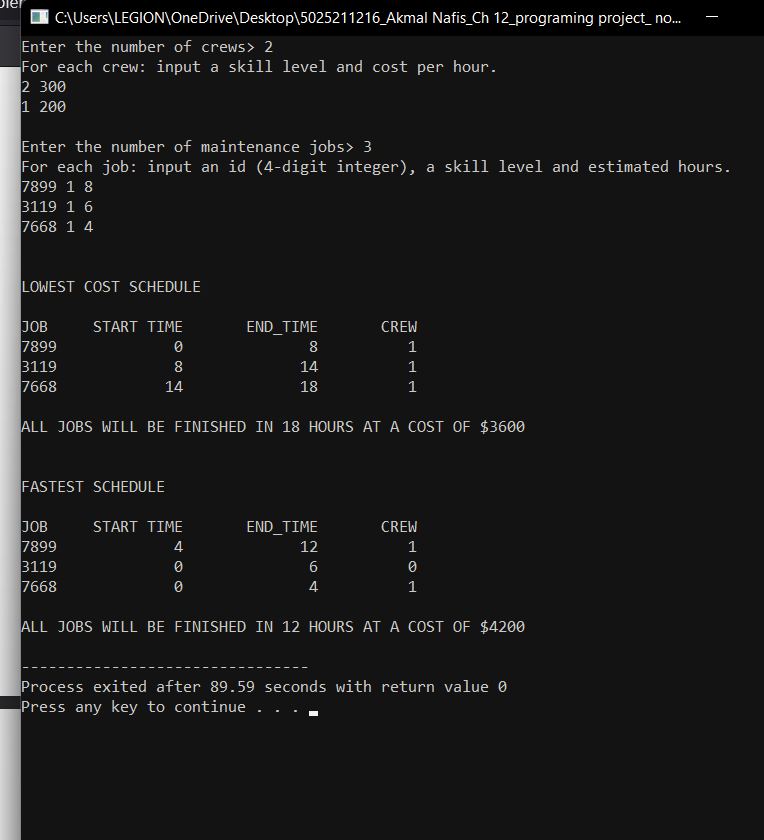 C:\Users\LEGION\OneDrive\Desktop\5025211216_Akmal Nafis_Ch 12_programing project_ no...
Enter the number of crews> 2
For each crew: input a skill level and cost per hour.
2 300
1 200
Enter the number of maintenance jobs> 3
For each job: input an id (4-digit integer), a skill level and estimated hours.
7899 1 8
3119 1 6
7668 1 4
LOWEST COST SCHEDULE
JOB START TIME END_TIME CREW
7899 0 8 1
3119 8 14 1
7668 14 18 1
ALL JOBS WILL BE FINISHED IN 18 HOURS AT A COST OF $3600
FASTEST SCHEDULE
JOB START TIME END_TIME CREW
7899 4 12 1
3119 0 6 0
7668 0 4 1
ALL JOBS WILL BE FINISHED IN 12 HOURS AT A COST OF $4200
--------------------------------
Process exited after 89.59 seconds with return value 0
Press any key to continue . . .